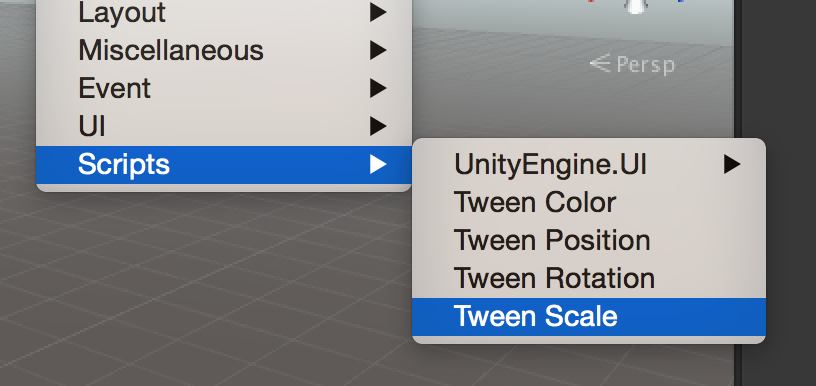 Layout
Miscellaneous
Event
UI
Scripts
Persp
UnityEngine.UI
Tween Color
Tween Position
Tween Rotation
Tween Scale